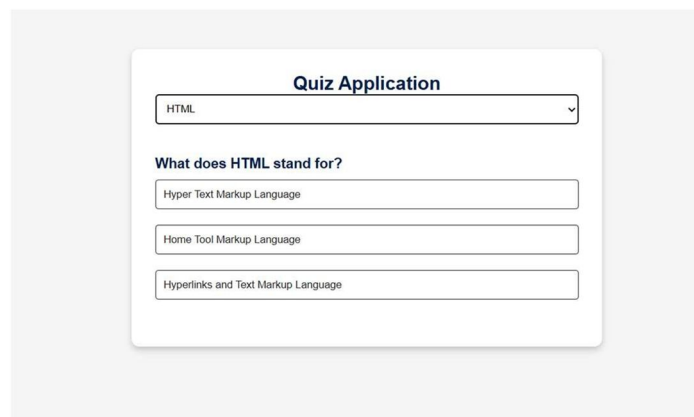 Quiz Application
HTML
What does HTML stand for?
Hyper Text Markup Language
Home Tool Markup Language
Hyperlinks and Text Markup Language